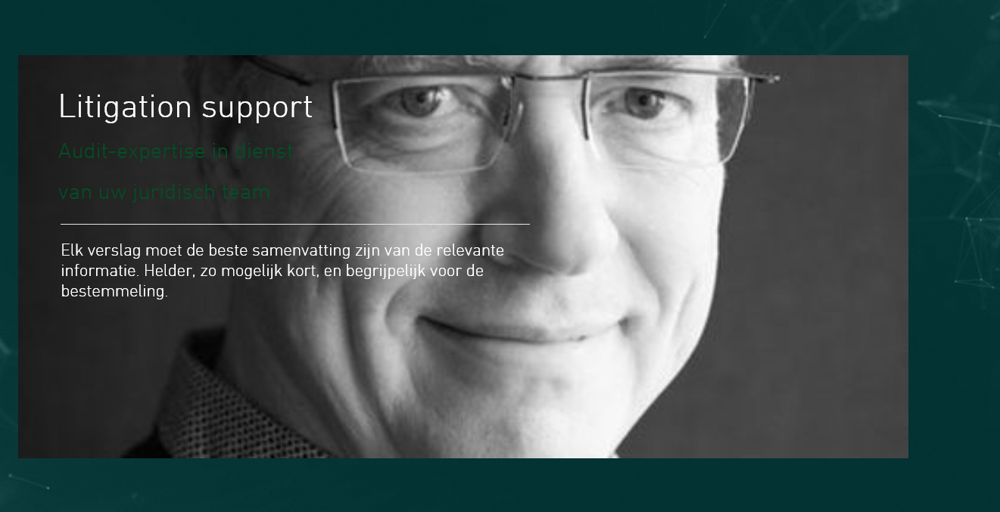 Litigation support
Audit-expertise in dienst
van uw juridisch team
Elk verslag moet de beste samenvatting zijn van de relevante
informatie. Helder, zo mogelijk kort, en begrijpelijk voor de
bestemmeling.